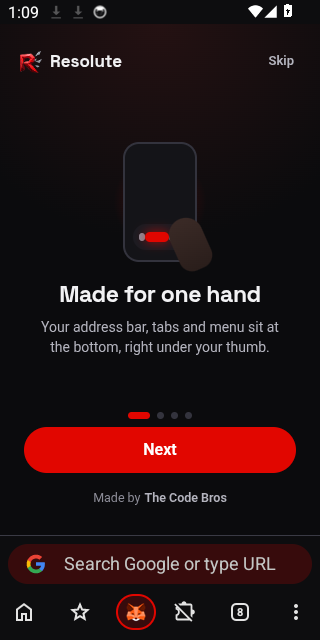 1:09
Resolute
Skip
Made for one hand
Your address bar, tabs and menu sit at
the bottom, right under your thumb.
Next
Made by The Code Bros
Search Google or type URL
8